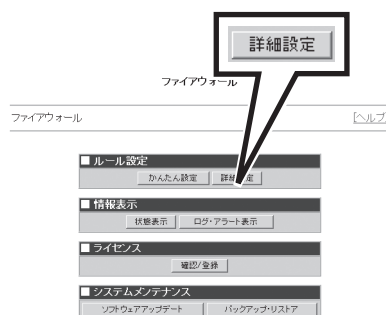 詳細設定
ファイアウォール
ファイアウォール [ヘルプ
■ ルール設定
かんたん設定 詳細設定
■ 情報表示
状態表示 ログ・アラート表示
■ ライセンス
確認/登録
■ システムメンテナンス
ソフトウェアアップデート バックアップ・リストア